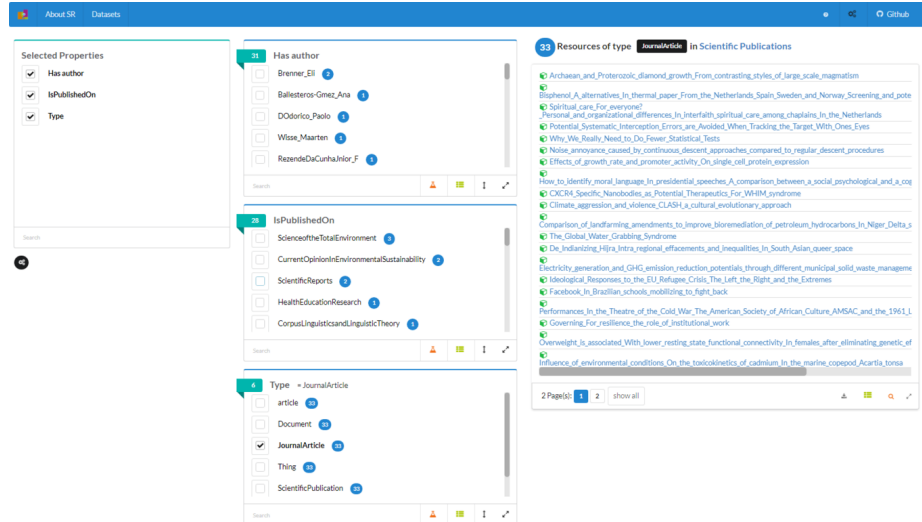 About SR Datasets Github
Selected Properties
Has author
IsPublishedOn
Type
Search
31 Has author
Brenner_Eli 2
Ballesteros-Gmez_Ana 1
DOdorico_Paolo 1
Wisse_Maarten 1
RezendeDaCunhaJnior_F 1
Search
28 IsPublishedOn
ScienceoftheTotalEnvironment 3
CurrentOpinionInEnvironmentalSustainability 2
ScientificReports 2
HealthEducationResearch 1
CorpusLinguisticsandLinguisticTheory 1
Search
6 Type = JournalArticle
article 33
Document 33
JournalArticle 33
Thing 33
ScientificPublication 33
Search
33 Resources of type JournalArticle in Scientific Publications
Archaean_and_Proterozoic_diamond_growth_From_contrasting_styles_of_large_scale_magmatism
Bisphenol_A_alternatives_In_thermal_paper_From_the_Netherlands_Spain_Sweden_and_Norway_Screening_and_pote
Spiritual_care_For_everyone?
_Personal_and_organizational_differences_In_interfaith_spiritual_care_among_chaplains_In_the_Netherlands
Potential_Systematic_Interception_Errors_are_Avoided_When_Tracking_the_Target_With_Ones_Eyes
Why_We_Really_Need_to_Do_Fewer_Statistical_Tests
Noise_annoyance_caused_by_continuous_descent_approaches_compared_to_regular_descent_procedures
Effects_of_growth_rate_and_promoter_activity_On_single_cell_protein_expression
How_to_identify_moral_language_In_presidential_speeches_A_comparison_between_a_social_psychological_and_a_cog
CXCR4_Specific_Nanobodies_as_Potential_Therapeutics_For_WHIM_syndrome
Climate_aggression_and_violence_CLASH_a_cultural_evolutionary_approach
Comparison_of_landfarming_amendments_to_improve_bioremediation_of_petroleum_hydrocarbons_In_Niger_Delta_s
The_Global_Water_Grabbing_Syndrome
De_Indianizing_Hijra_Intra_regional_effacements_and_inequalities_In_South_Asian_queer_space
Electricity_generation_and_GHG_emission_reduction_potentials_through_different_municipal_solid_waste_manageme
Ideological_Responses_to_the_EU_Refugee_Crisis_The_Left_the_Right_and_the_Extremes
Facebook_In_Brazilian_schools_mobilizing_to_fight_back
Performances_In_the_Theatre_of_the_Cold_War_The_American_Society_of_African_Culture_AMSAC_and_the_1961_L
Governing_For_resilience_the_role_of_institutional_work
Overweight_is_associated_With_lower_resting_state_functional_connectivity_In_females_after_eliminating_genetic_ef
Influence_of_environmental_conditions_On_the_toxicokinetics_of_cadmium_In_the_marine_copepod_Acartia_tonsa
2 Page(s): 1 2 show all